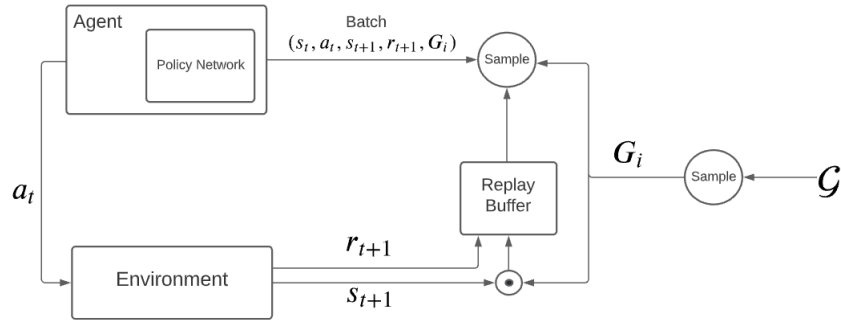 Agent
Policy Network
Batch
(s_t, a_t, s_{t+1}, r_{t+1}, G_i)
Sample
G_i
Sample
𝒢
Replay
Buffer
a_t
r_{t+1}
Environment
s_{t+1}